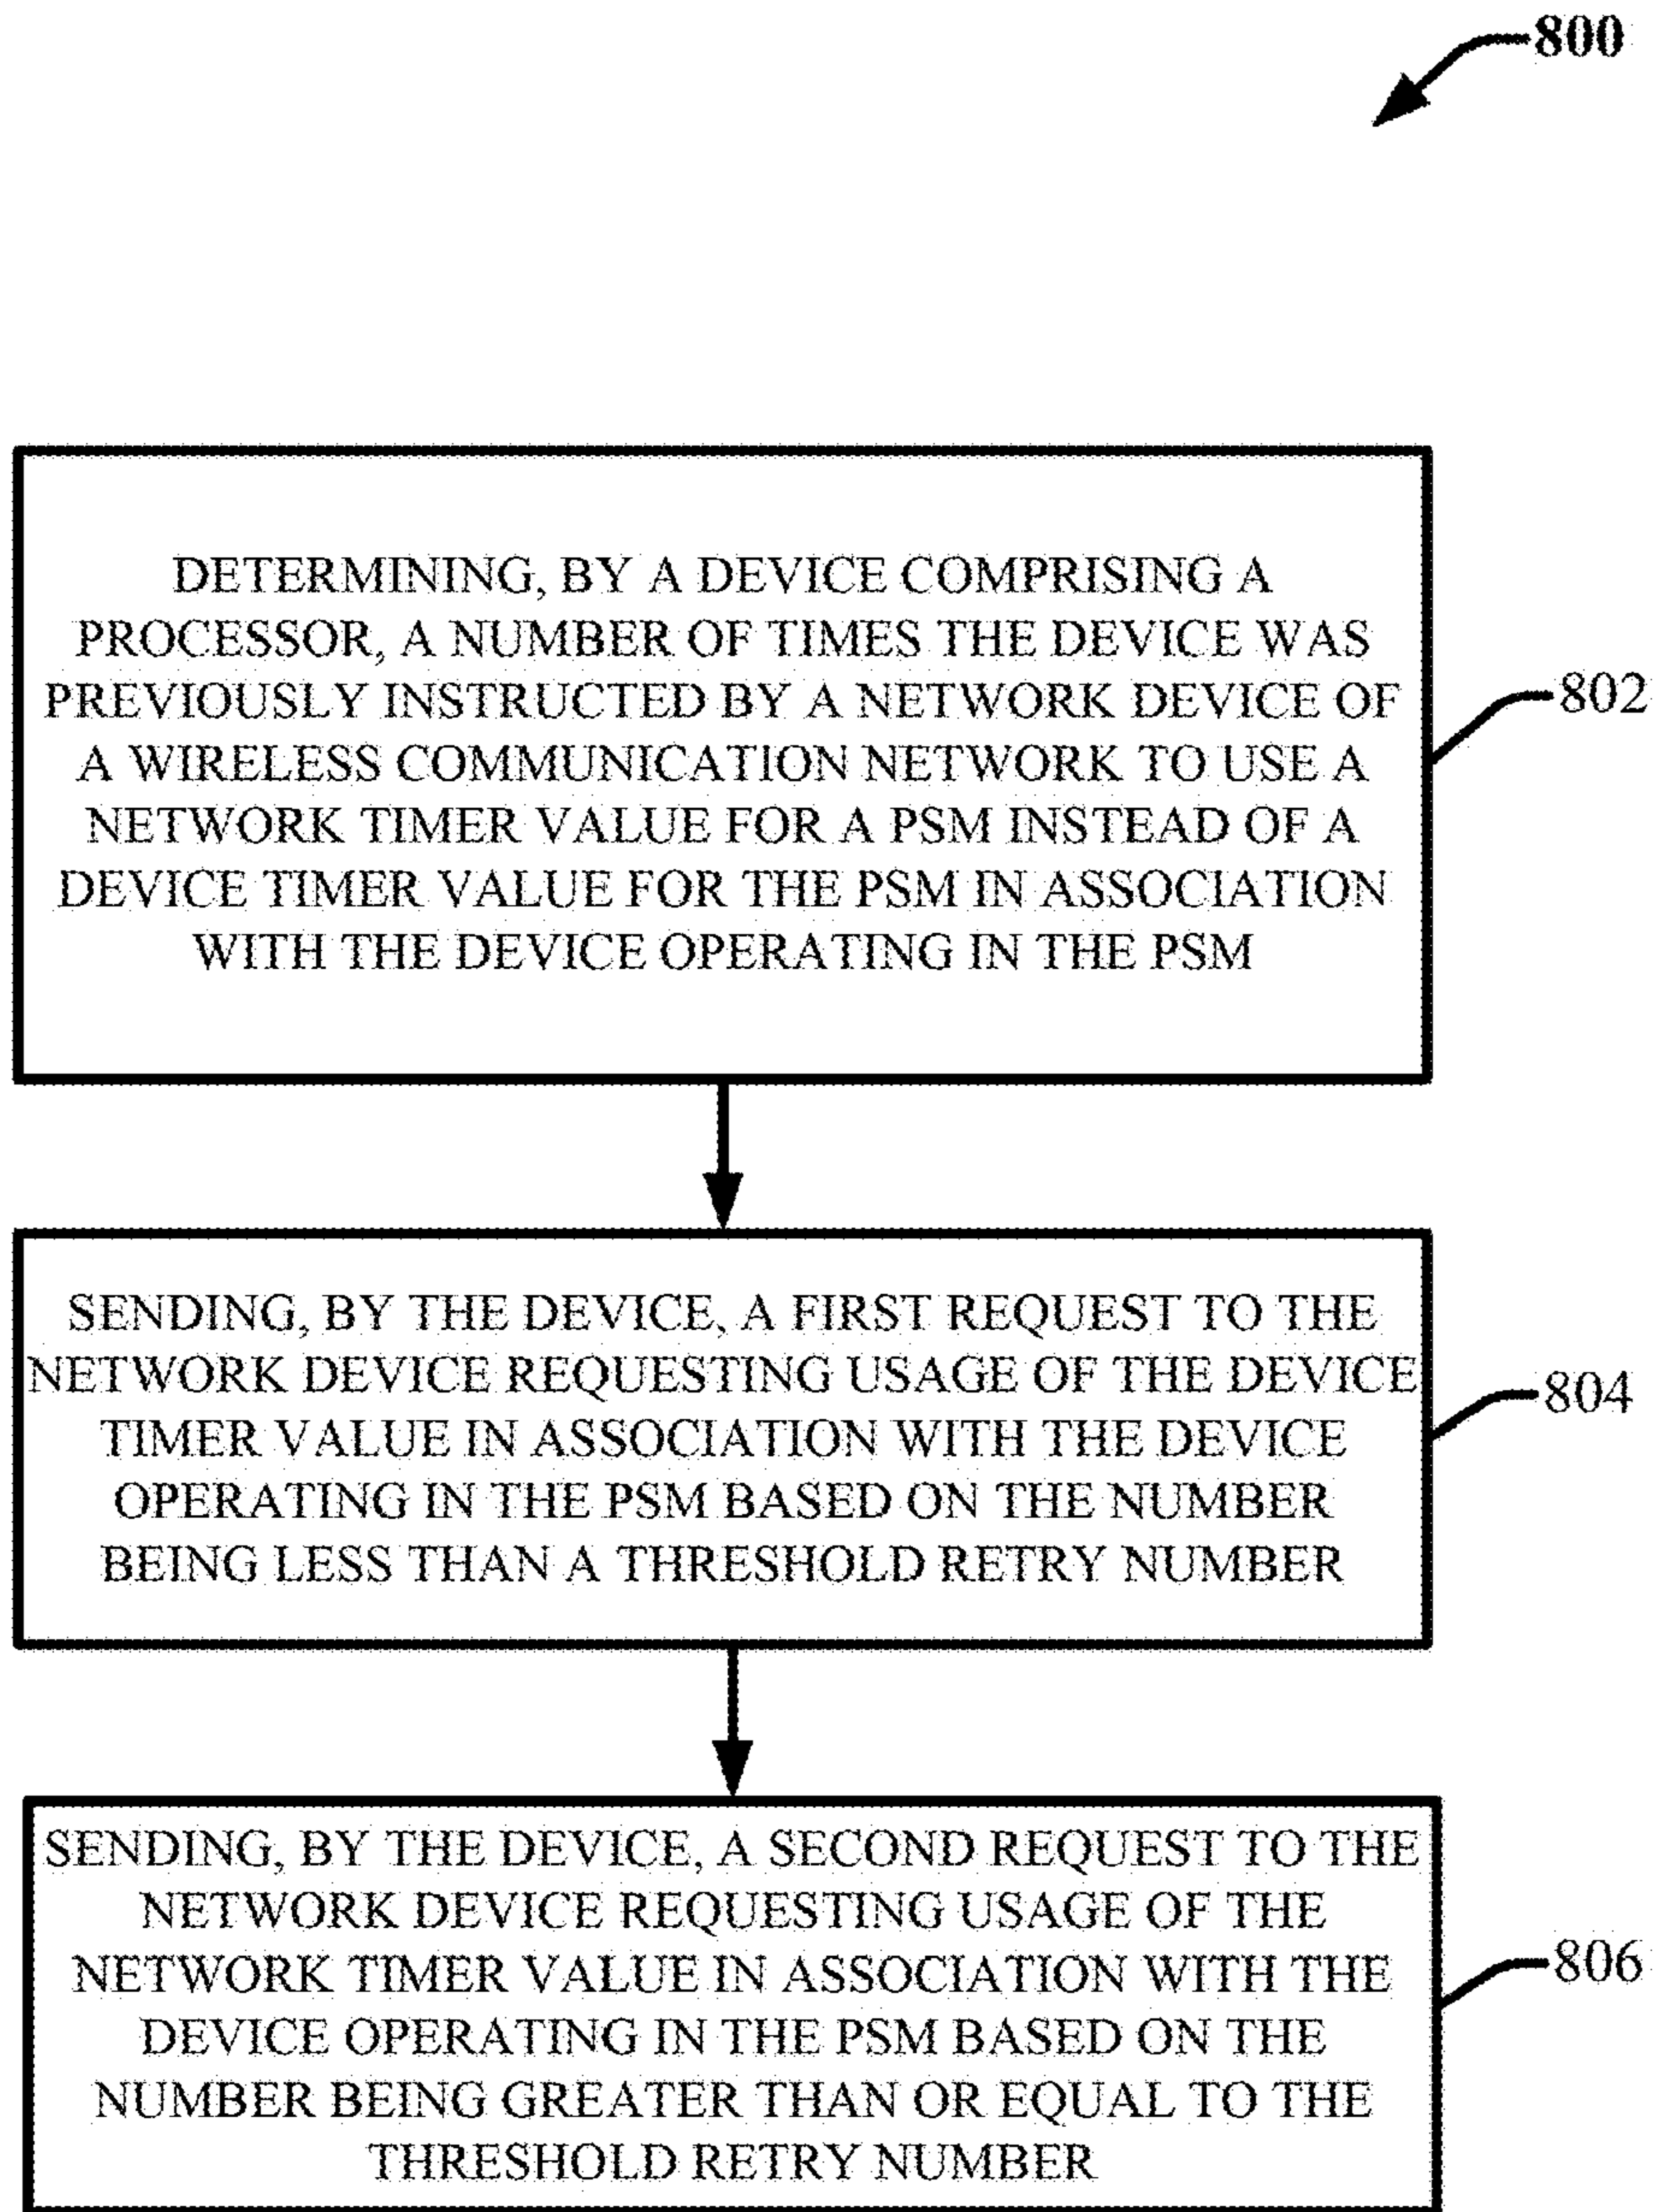 800
DETERMINING, BY A DEVICE COMPRISING A
PROCESSOR, A NUMBER OF TIMES THE DEVICE WAS
PREVIOUSLY INSTRUCTED BY A NETWORK DEVICE OF
A WIRELESS COMMUNICATION NETWORK TO USE A
NETWORK TIMER VALUE FOR A PSM INSTEAD OF A
DEVICE TIMER VALUE FOR THE PSM IN ASSOCIATION
WITH THE DEVICE OPERATING IN THE PSM
802
SENDING, BY THE DEVICE, A FIRST REQUEST TO THE
NETWORK DEVICE REQUESTING USAGE OF THE DEVICE
TIMER VALUE IN ASSOCIATION WITH THE DEVICE
OPERATING IN THE PSM BASED ON THE NUMBER
BEING LESS THAN A THRESHOLD RETRY NUMBER
804
SENDING, BY THE DEVICE, A SECOND REQUEST TO THE
NETWORK DEVICE REQUESTING USAGE OF THE
NETWORK TIMER VALUE IN ASSOCIATION WITH THE
DEVICE OPERATING IN THE PSM BASED ON THE
NUMBER BEING GREATER THAN OR EQUAL TO THE
THRESHOLD RETRY NUMBER
806